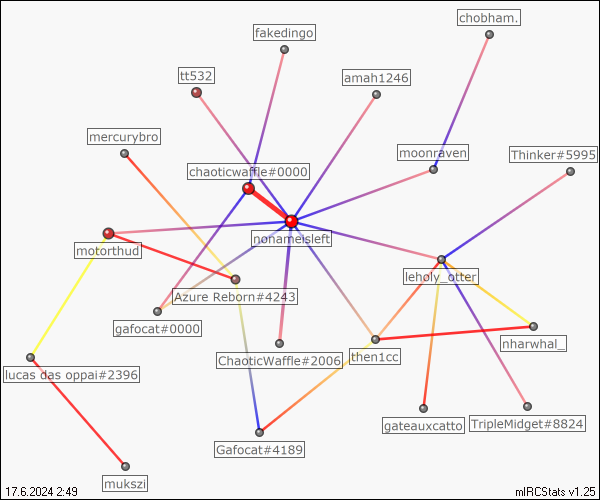 chobham.
fakedingo
tt532
amah1246
mercurybro
moonraven
Thinker#5995
chaoticwaffle#0000
nonameisleft
motorthud
leholy_otter
Azure Reborn#4243
gafocat#0000
nharwhal_
ChaoticWaffle#2006
then1cc
lucas das oppai#2396
gateauxcatto
TripleMidget#8824
Gafocat#4189
mukszi
17.6.2024 2:49
mIRCStats v1.25